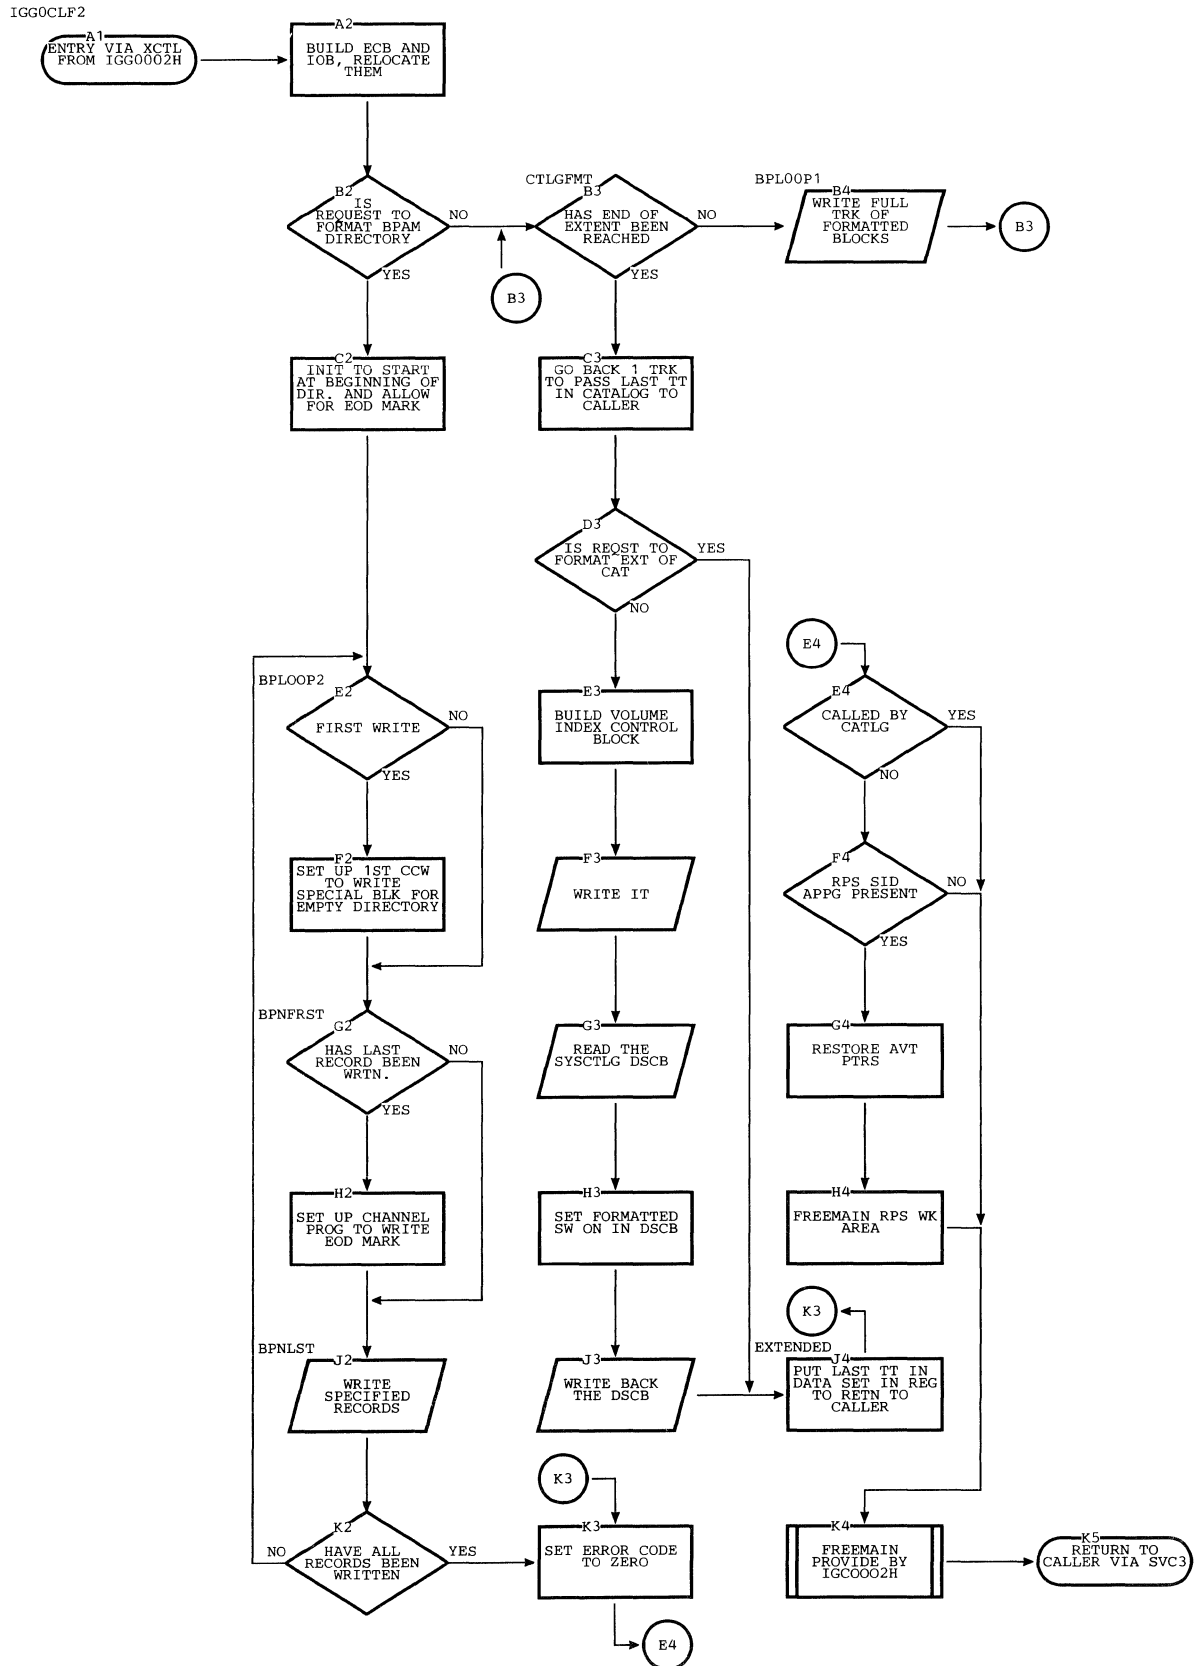 IGG0CLF2
A1
ENTRY VIA XCTL
FROM IGG0002H
A2
BUILD ECB AND
IOB, RELOCATE
THEM
B2
IS
REQUEST TO
FORMAT BPAM
DIRECTORY
NO
YES
CTLGFMT
B3
HAS END OF
EXTENT BEEN
REACHED
NO
YES
B3
BPLOOP1
B4
WRITE FULL
TRK OF
FORMATTED
BLOCKS
B3
C2
INIT TO START
AT BEGINNING OF
DIR. AND ALLOW
FOR EOD MARK
C3
GO BACK 1 TRK
TO PASS LAST TT
IN CATALOG TO
CALLER
D3
IS REQST TO
FORMAT EXT OF
CAT
YES
NO
E4
BPLOOP2
E2
FIRST WRITE
NO
YES
E3
BUILD VOLUME
INDEX CONTROL
BLOCK
E4
CALLED BY
CATLG
YES
NO
F2
SET UP 1ST CCW
TO WRITE
SPECIAL BLK FOR
EMPTY DIRECTORY
F3
WRITE IT
F4
RPS SID
APPG PRESENT
NO
YES
BPNFRST
G2
HAS LAST
RECORD BEEN
WRTN.
NO
YES
G3
READ THE
SYSCTLG DSCB
G4
RESTORE AVT
PTRS
H2
SET UP CHANNEL
PROG TO WRITE
EOD MARK
H3
SET FORMATTED
SW ON IN DSCB
H4
FREEMAIN RPS WK
AREA
K3
BPNLST
J2
WRITE
SPECIFIED
RECORDS
J3
WRITE BACK
THE DSCB
EXTENDED
J4
PUT LAST TT IN
DATA SET IN REG
TO RETN TO
CALLER
K3
K2
HAVE ALL
RECORDS BEEN
WRITTEN
NO
YES
K3
SET ERROR CODE
TO ZERO
K4
FREEMAIN
PROVIDE BY
IGC0002H
K5
RETURN TO
CALLER VIA SVC3
E4